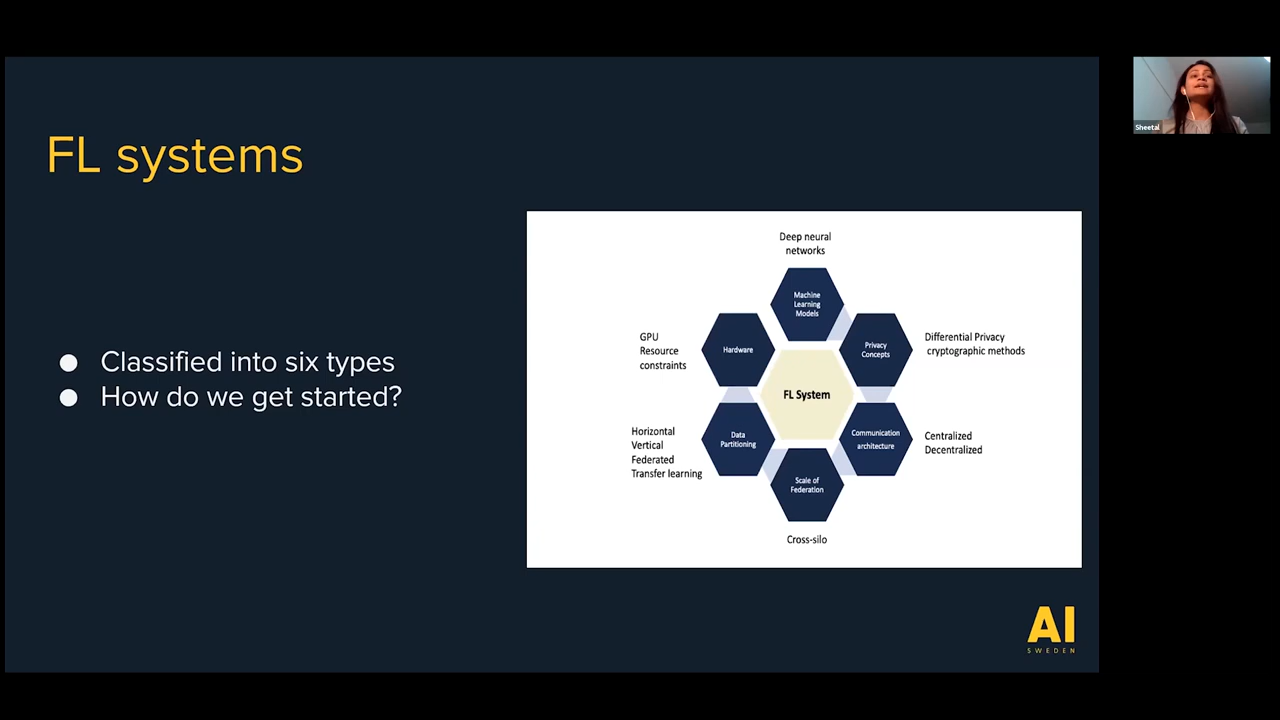 FL systems
● Classified into six types
● How do we get started?
Deep neural
networks
Machine
Learning
Models
GPU
Resource
constraints
Hardware
Privacy
Concepts
Differential Privacy
cryptographic methods
FL System
Horizontal
Vertical
Federated
Transfer learning
Data
Partitioning
Communication
architecture
Centralized
Decentralized
Scale of
Federation
Cross-silo
AI
SWEDEN
Sheetal